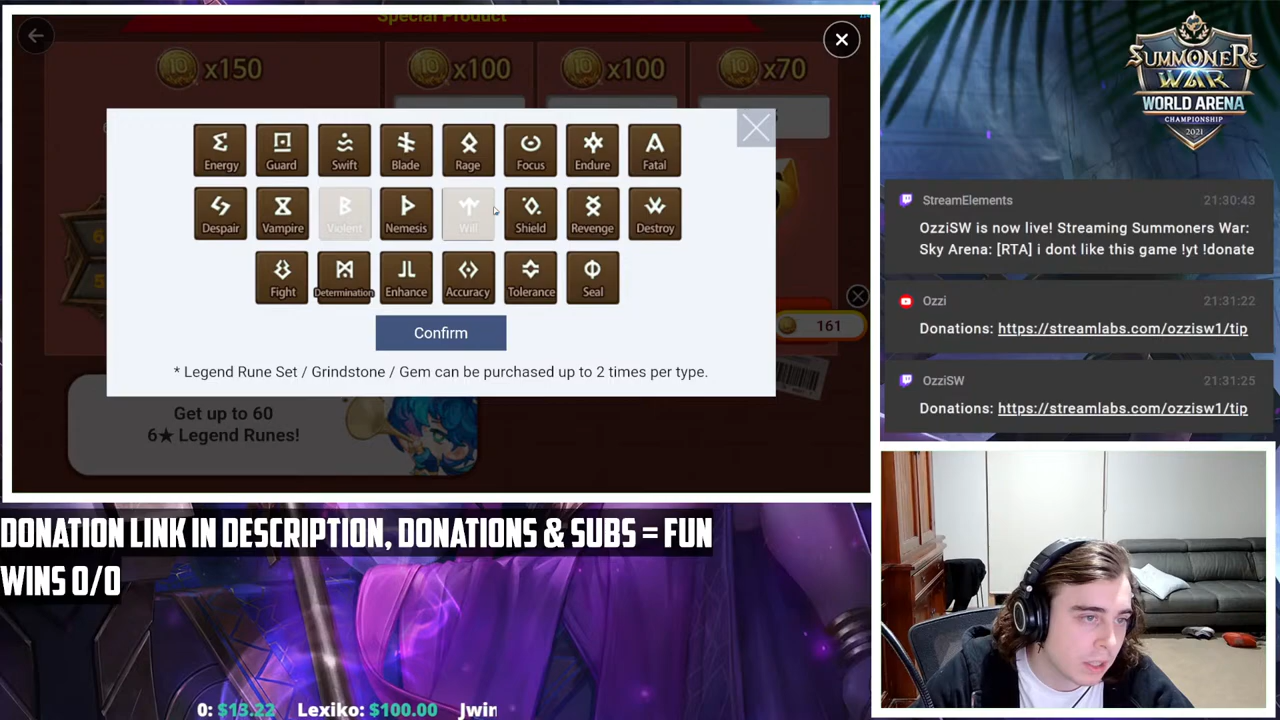 Special Product
x150
x100
x100
x70
Energy
Guard
Swift
Blade
Rage
Focus
Endure
Fatal
Despair
Vampire
Violent
Nemesis
Will
Shield
Revenge
Destroy
Fight
Determination
Enhance
Accuracy
Tolerance
Seal
Confirm
* Legend Rune Set / Grindstone / Gem can be purchased up to 2 times per type.
161
Get up to 60
6★ Legend Runes!
SUMMONERS
WAR
WORLD ARENA
CHAMPIONSHIP
2021
StreamElements 21:30:43
OzziSW is now live! Streaming Summoners War:
Sky Arena: [RTA] i dont like this game !yt !donate
Ozzi 21:31:22
Donations: https://streamlabs.com/ozzisw1/tip
OzziSW 21:31:25
Donations: https://streamlabs.com/ozzisw1/tip
DONATION LINK IN DESCRIPTION, DONATIONS & SUBS = FUN
WINS 0/0
0: $13.22 Lexiko: $100.00 Jwin